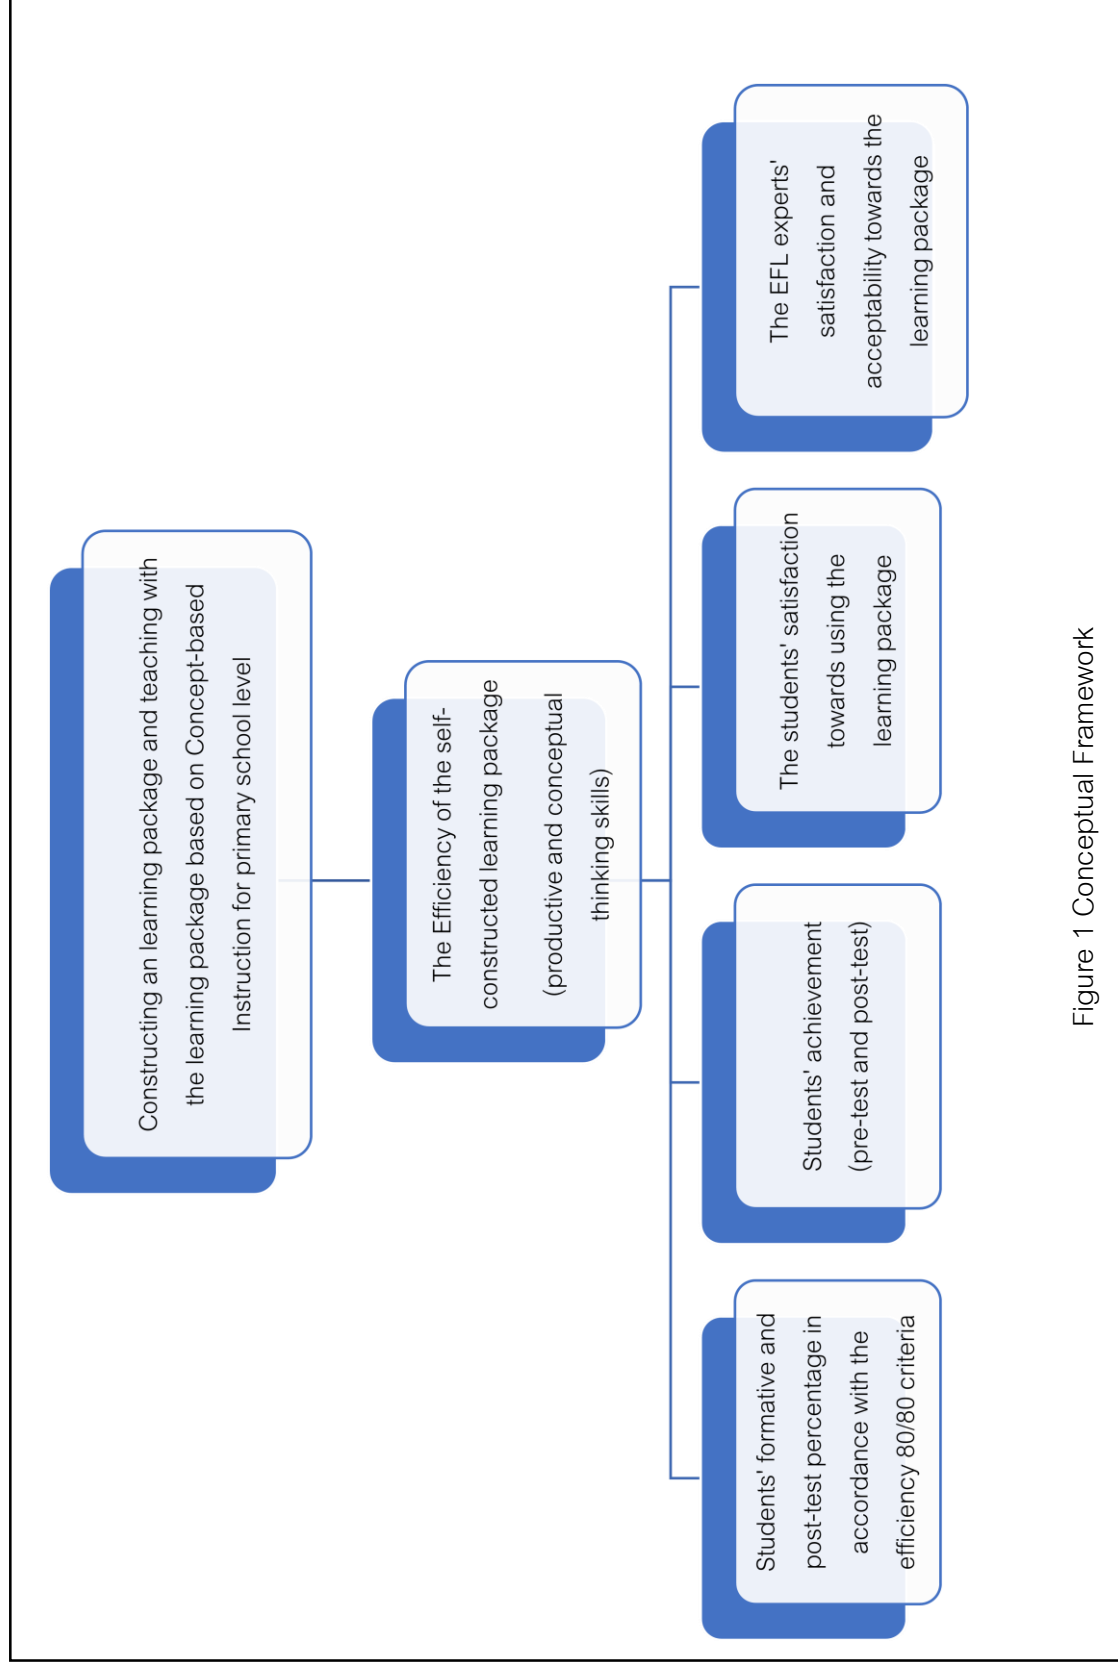 Constructing an learning package and teaching with
the learning package based on Concept-based
Instruction for primary school level
The Efficiency of the self-
constructed learning package
(productive and conceptual
thinking skills)
Students' formative and
post-test percentage in
accordance with the
efficiency 80/80 criteria
Students' achievement
(pre-test and post-test)
The students' satisfaction
towards using the
learning package
The EFL experts'
satisfaction and
acceptability towards the
learning package
Figure 1 Conceptual Framework